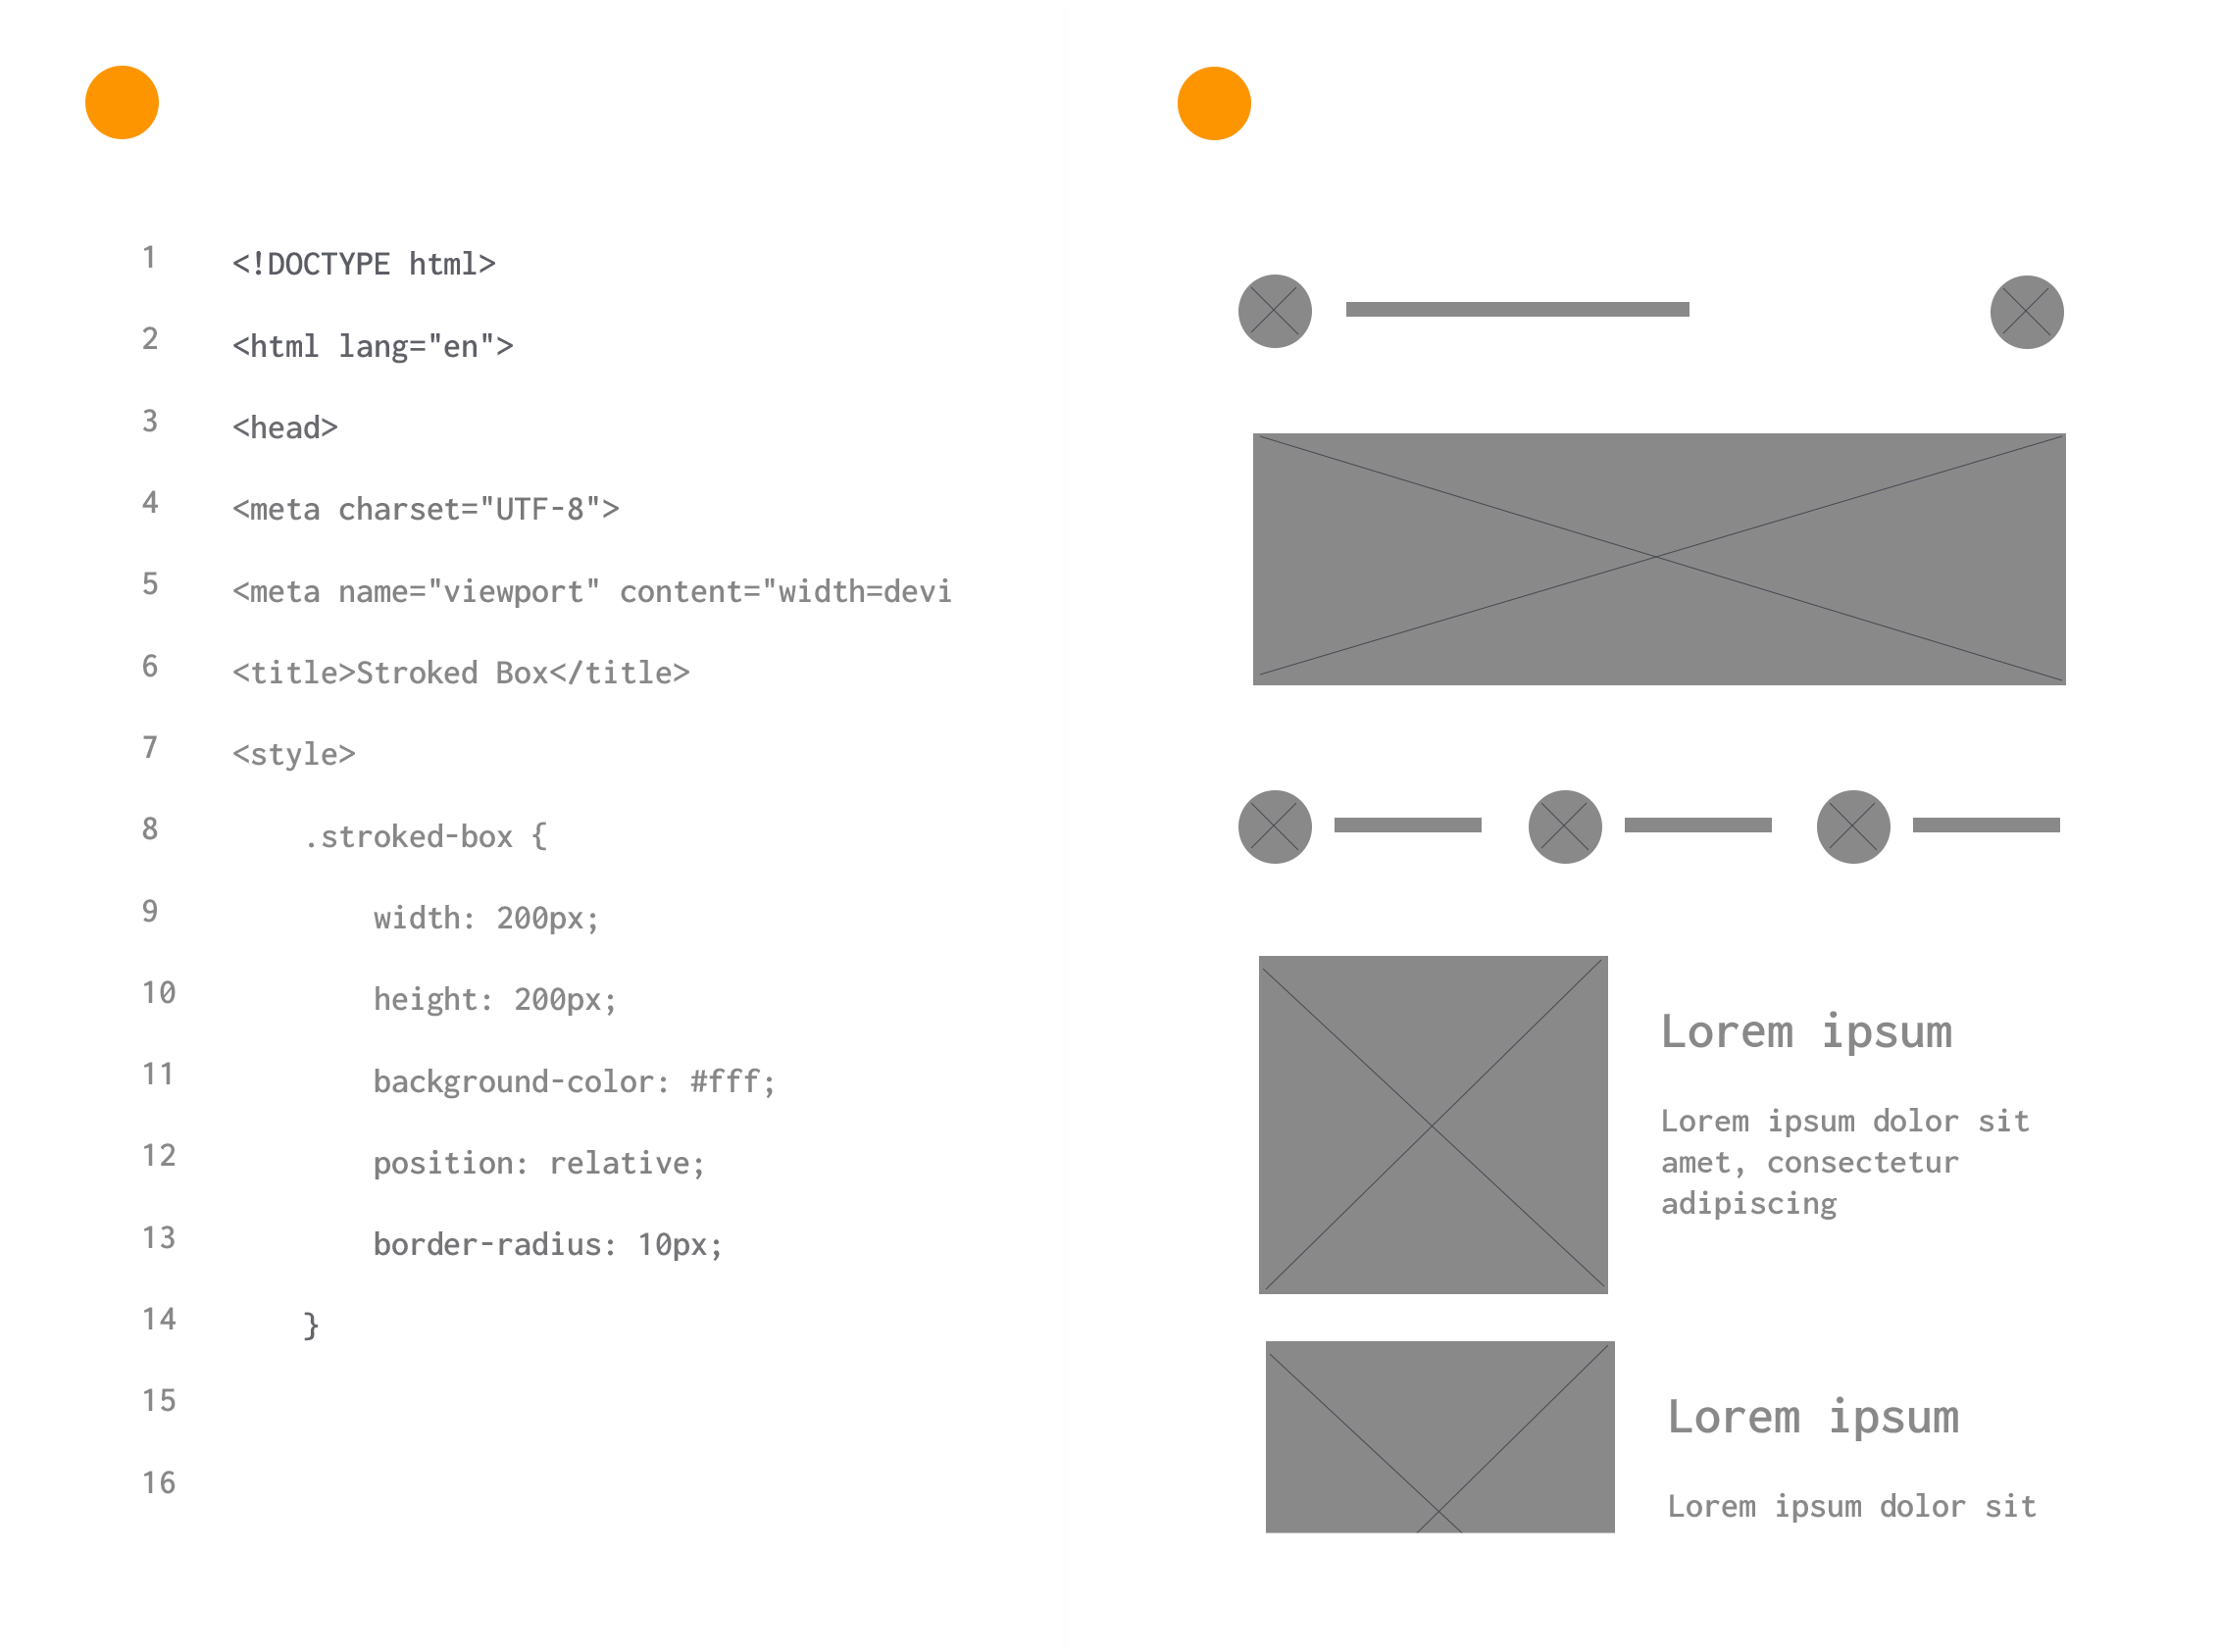 1 <!DOCTYPE html>
2 <html lang="en">
3 <head>
4 <meta charset="UTF-8">
5 <meta name="viewport" content="width=devi
6 <title>Stroked Box</title>
7 <style>
8 .stroked-box {
9 width: 200px;
10 height: 200px;
11 background-color: #fff;
12 position: relative;
13 border-radius: 10px;
14 }
15
16
Lorem ipsum
Lorem ipsum dolor sit
amet, consectetur
adipiscing
Lorem ipsum
Lorem ipsum dolor sit